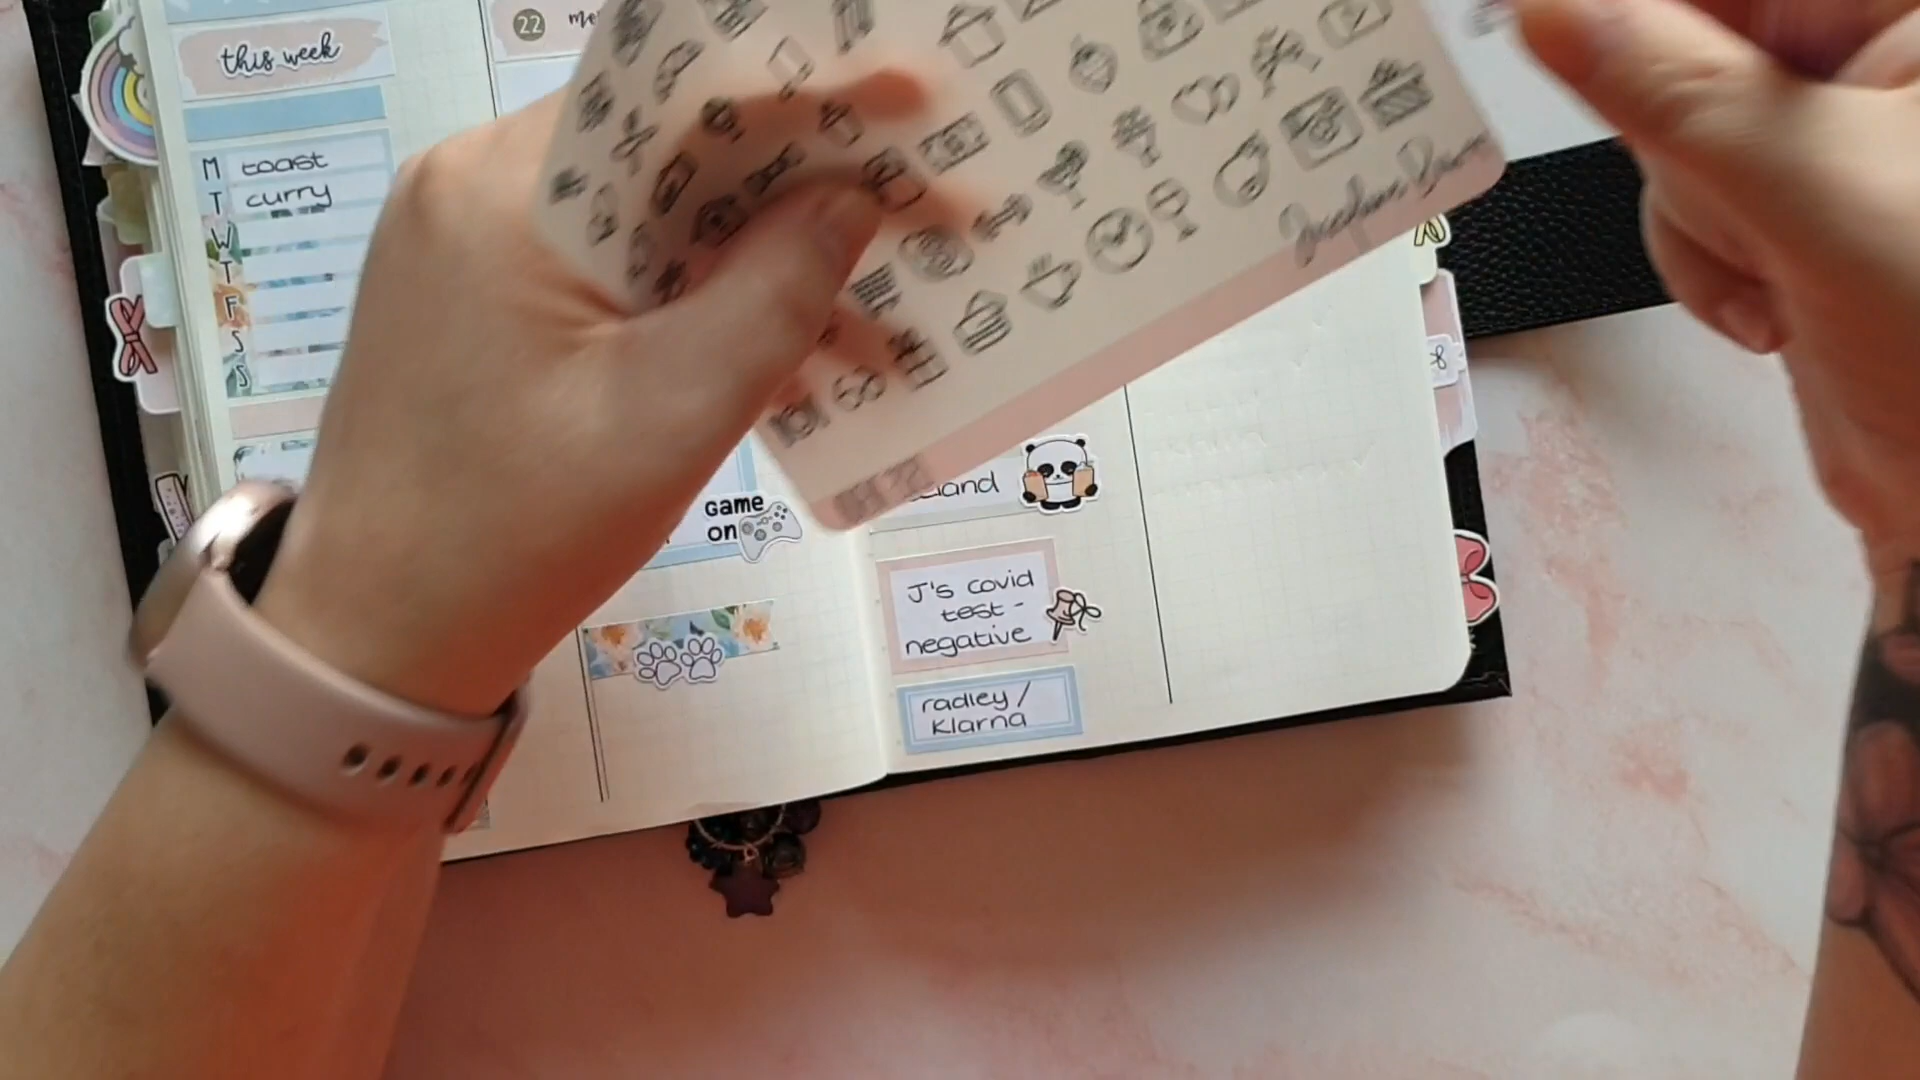 this week
22
M toast
T curry
W
T
F
S
S
game
on
J's covid
test -
negative
radley /
Klarna